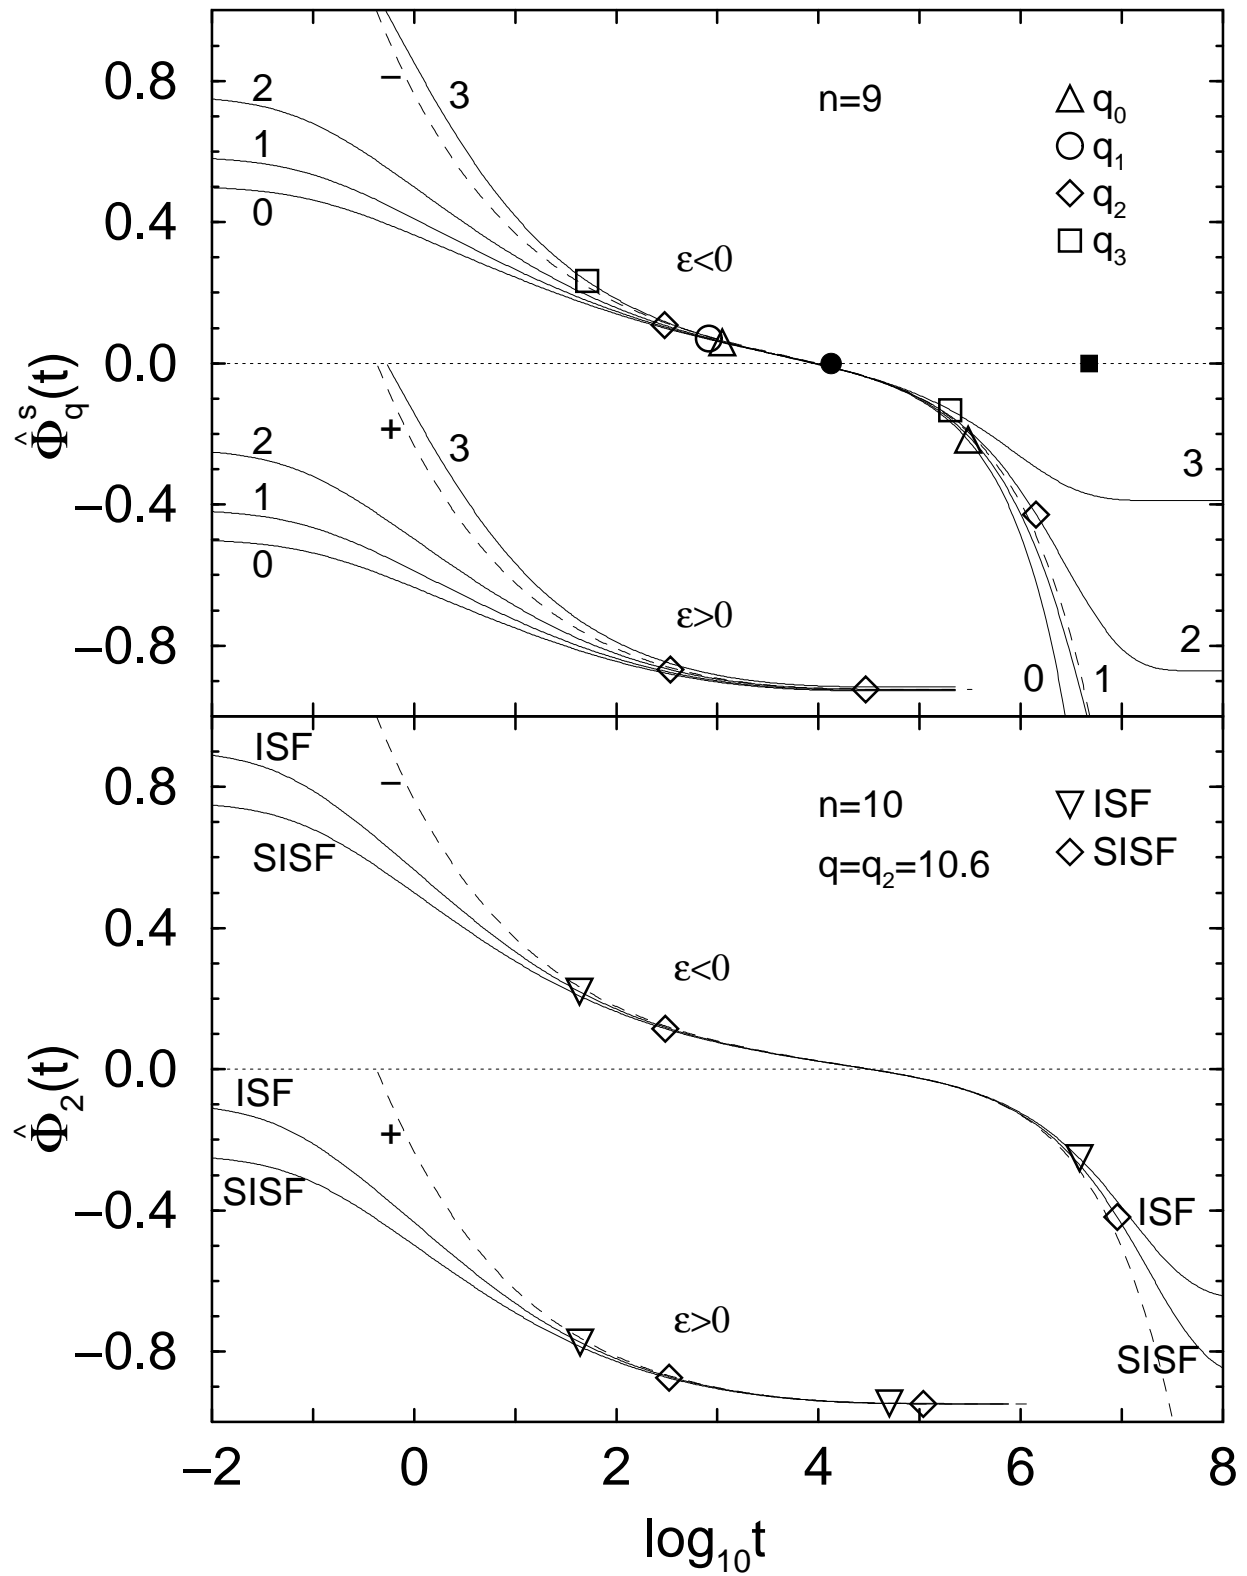 0.8
0.4
0.0
−0.4
−0.8
Φ̂qˢ(t)
2
1
0
−
3
n=9
q₀
q₁
q₂
q₃
ε<0
2
1
0
+
3
ε>0
3
2
0
1
0.8
0.4
0.0
−0.4
−0.8
Φ̂₂(t)
ISF
SISF
−
n=10
q=q₂=10.6
ISF
SISF
ε<0
ISF
SISF
+
ε>0
ISF
SISF
−2
0
2
4
6
8
log₁₀t